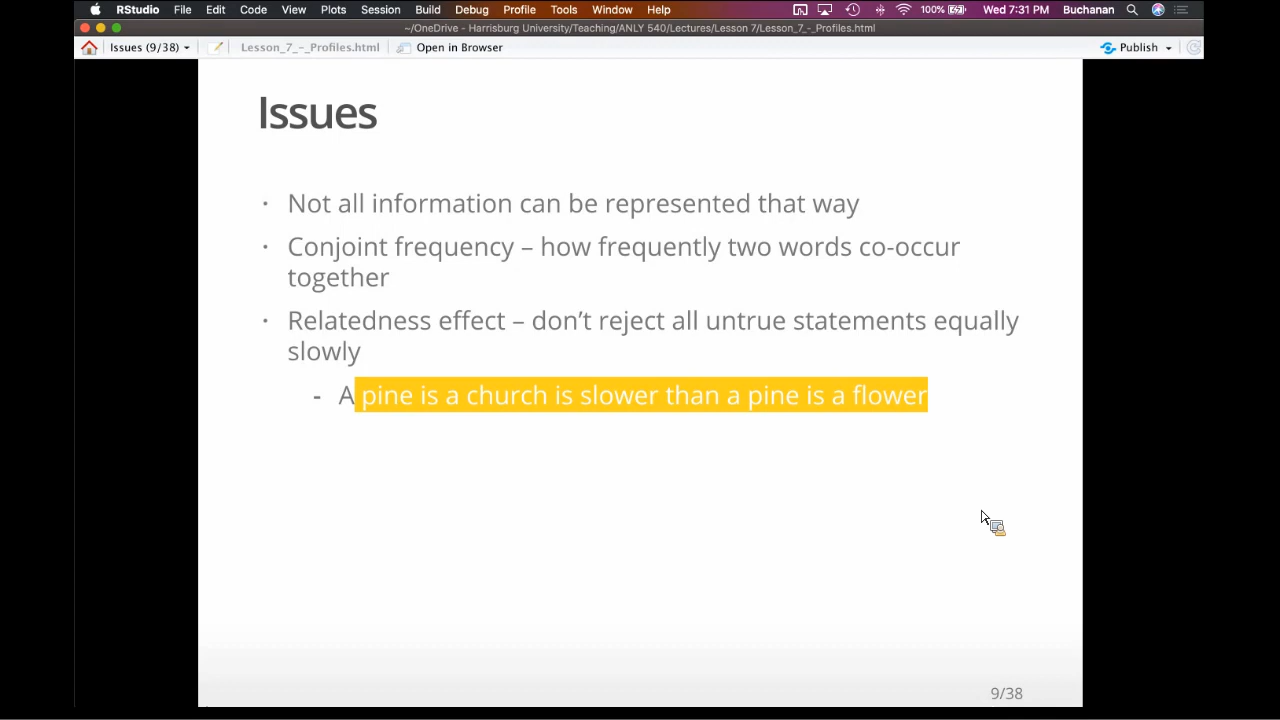 RStudio File Edit Code View Plots Session Build Debug Profile Tools Window Help 100% Wed 7:31 PM Buchanan
~/OneDrive - Harrisburg University/Teaching/ANLY 540/Lectures/Lesson 7/Lesson_7_-_Profiles.html
Issues (9/38) Lesson_7_-_Profiles.html Open in Browser Publish
Issues
· Not all information can be represented that way
· Conjoint frequency – how frequently two words co-occur
together
· Relatedness effect – don’t reject all untrue statements equally
slowly
- A pine is a church is slower than a pine is a flower
9/38